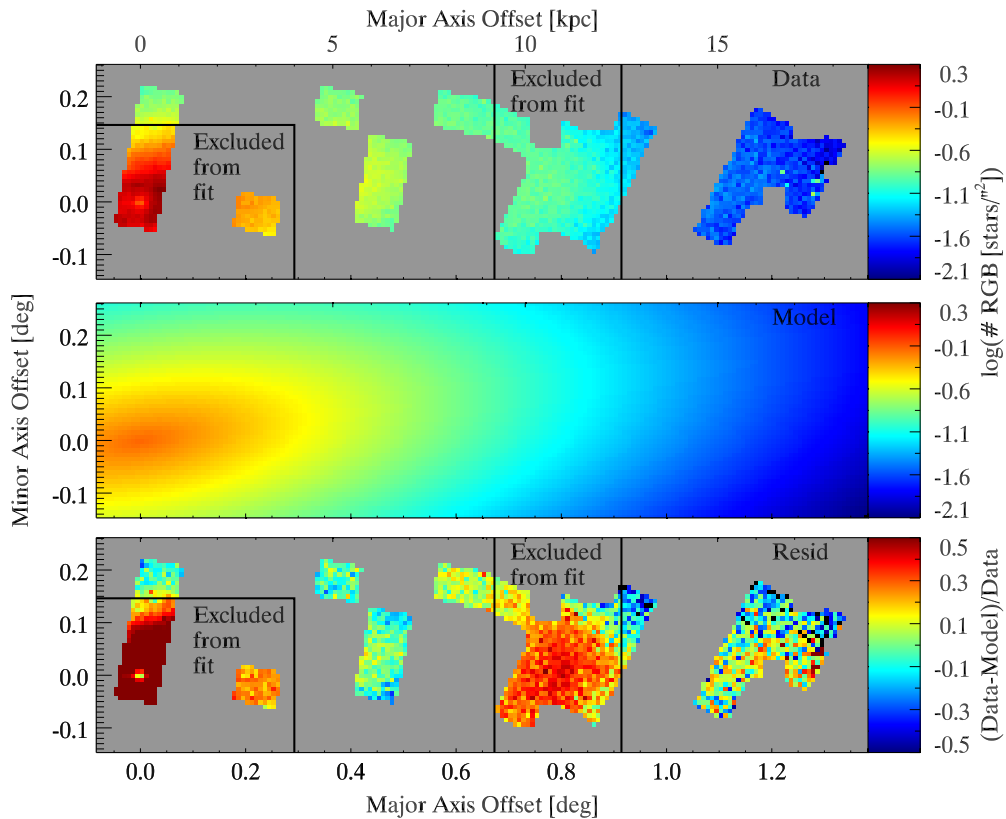 Major Axis Offset [kpc]
0 5 10 15
Excluded from fit Data
Excluded from fit
0.2
0.1
0.0
-0.1
0.4
-0.1
-0.6
-1.1
-1.6
-2.1
Model
0.2
0.1
0.0
-0.1
0.3
-0.1
-0.6
-1.1
-1.6
-2.1
log(# RGB [stars/"²])
Minor Axis Offset [deg]
Excluded from fit Resid
Excluded from fit
0.2
0.1
0.0
-0.1
0.5
0.3
0.1
-0.1
-0.3
-0.5
(Data-Model)/Data
0.0 0.2 0.4 0.6 0.8 1.0 1.2
Major Axis Offset [deg]